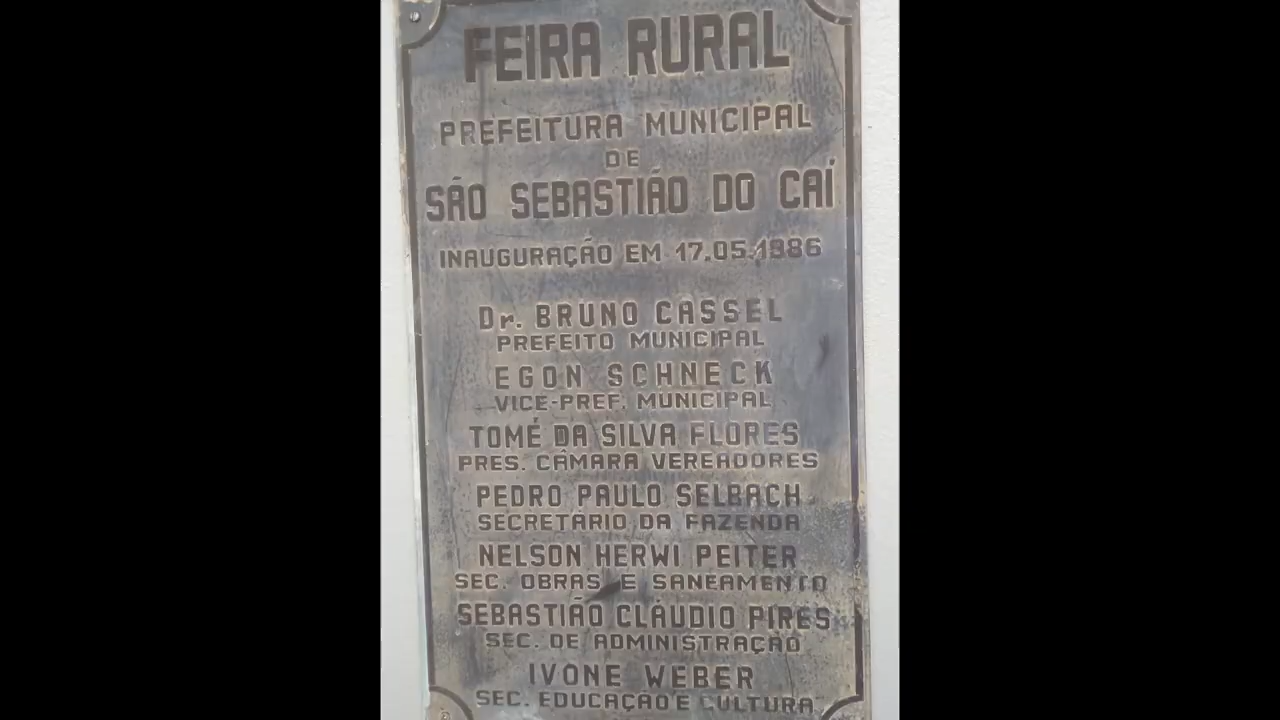 FEIRA RURAL
PREFEITURA MUNICIPAL
DE
SÃO SEBASTIÃO DO CAÍ
INAUGURAÇÃO EM 17.05.1986
Dr. BRUNO CASSEL
PREFEITO MUNICIPAL
EGON SCHNECK
VICE-PREF. MUNICIPAL
TOMÉ DA SILVA FLORES
PRES. CÂMARA VEREADORES
PEDRO PAULO SELBACH
SECRETÁRIO DA FAZENDA
NELSON HERWI PEITER
SEC. OBRAS E SANEAMENTO
SEBASTIÃO CLÁUDIO PIRES
SEC. DE ADMINISTRAÇÃO
IVONE WEBER
SEC. EDUCAÇÃO E CULTURA